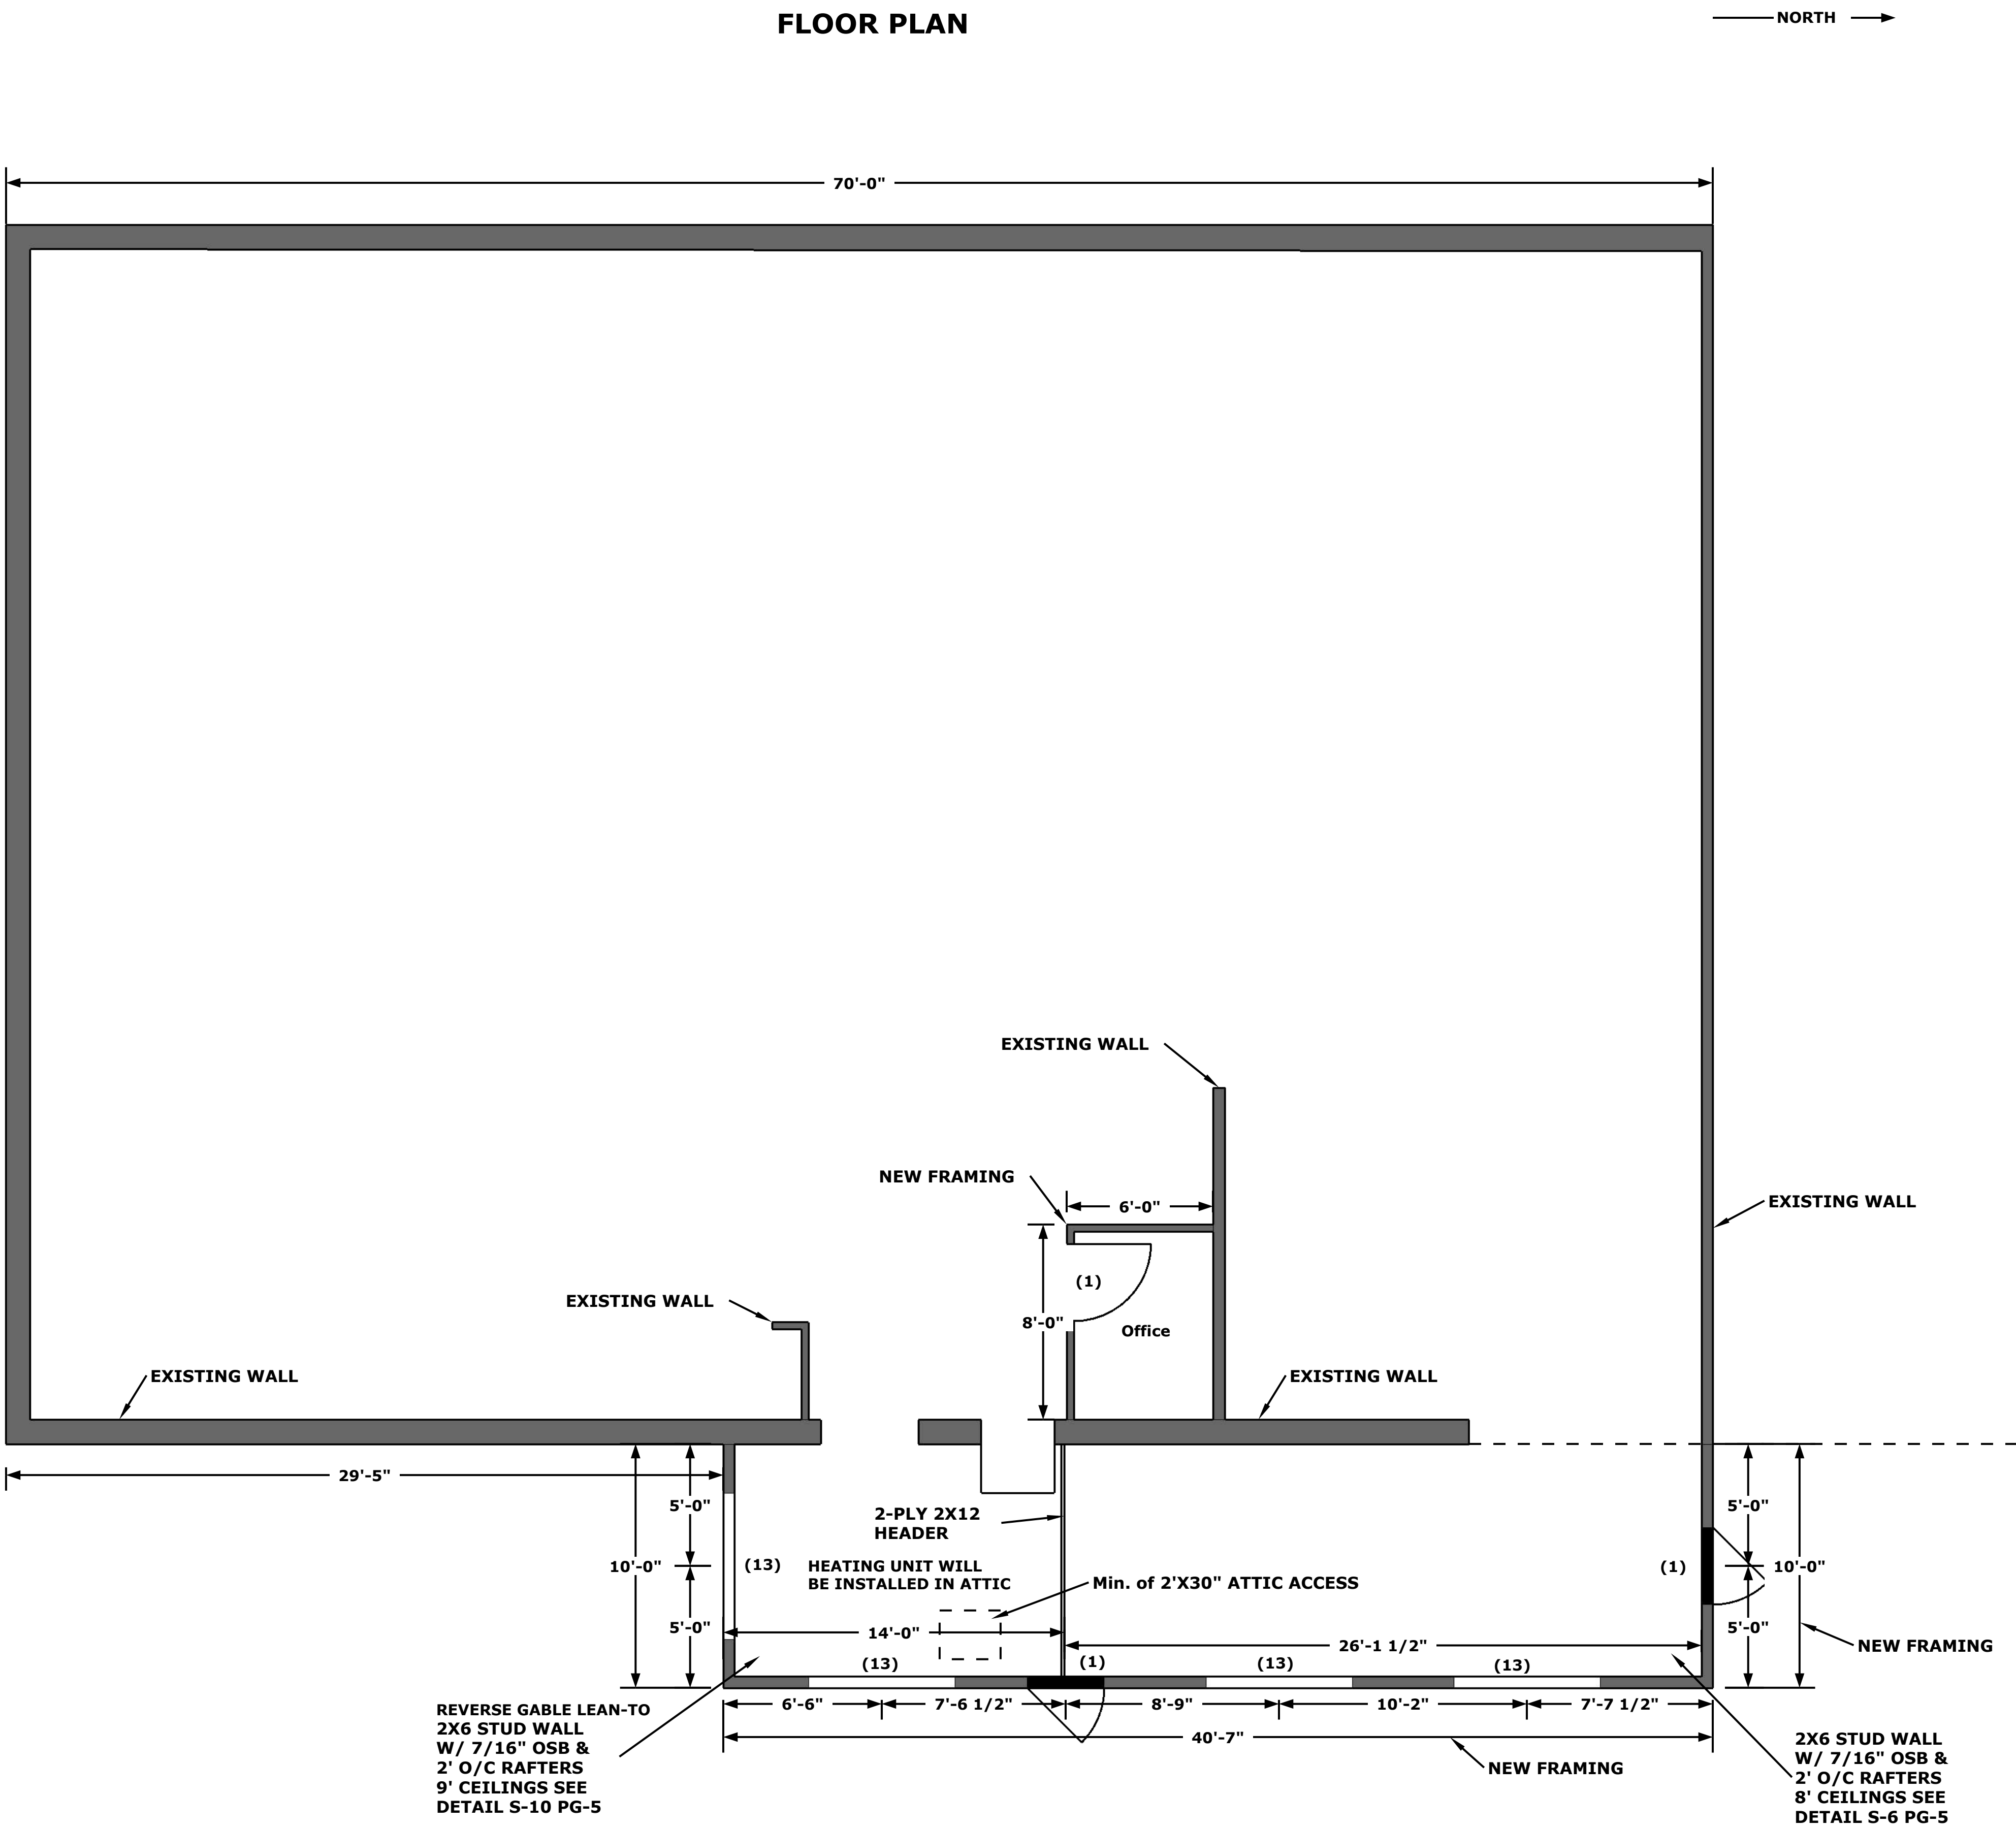 FLOOR PLAN
NORTH
70'-0"
EXISTING WALL
NEW FRAMING
6'-0"
EXISTING WALL
(1)
EXISTING WALL
8'-0"
Office
EXISTING WALL
EXISTING WALL
29'-5"
5'-0"
5'-0"
2-PLY 2X12
HEADER
10'-0"
(13)
HEATING UNIT WILL
BE INSTALLED IN ATTIC
Min. of 2'X30" ATTIC ACCESS
(1)
10'-0"
5'-0"
14'-0"
5'-0"
26'-1 1/2"
NEW FRAMING
(13)
(1)
(13)
(13)
6'-6"
7'-6 1/2"
8'-9"
10'-2"
7'-7 1/2"
40'-7"
NEW FRAMING
REVERSE GABLE LEAN-TO
2X6 STUD WALL
W/ 7/16" OSB &
2' O/C RAFTERS
9' CEILINGS SEE
DETAIL S-10 PG-5
2X6 STUD WALL
W/ 7/16" OSB &
2' O/C RAFTERS
8' CEILINGS SEE
DETAIL S-6 PG-5